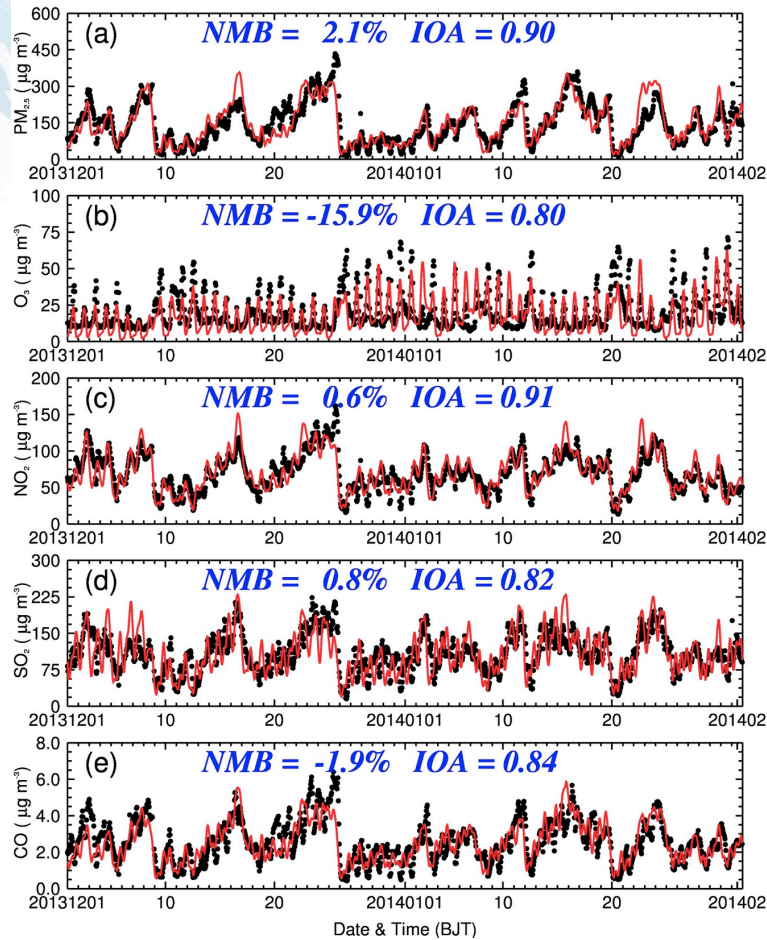 (a) NMB = 2.1% IOA = 0.90
PM2.5 ( μg m-3)
600
450
300
150
0
20131201 10 20 20140101 10 20 201402
(b) NMB = -15.9% IOA = 0.80
O3 ( μg m-3)
100
75
50
25
0
20131201 10 20 20140101 10 20 201402
(c) NMB = 0.6% IOA = 0.91
NO2 ( μg m-3)
200
150
100
50
0
20131201 10 20 20140101 10 20 201402
(d) NMB = 0.8% IOA = 0.82
SO2 ( μg m-3)
300
225
150
75
0
20131201 10 20 20140101 10 20 201402
(e) NMB = -1.9% IOA = 0.84
CO ( μg m-3)
8.0
6.0
4.0
2.0
0.0
20131201 10 20 20140101 10 20 201402
Date & Time (BJT)